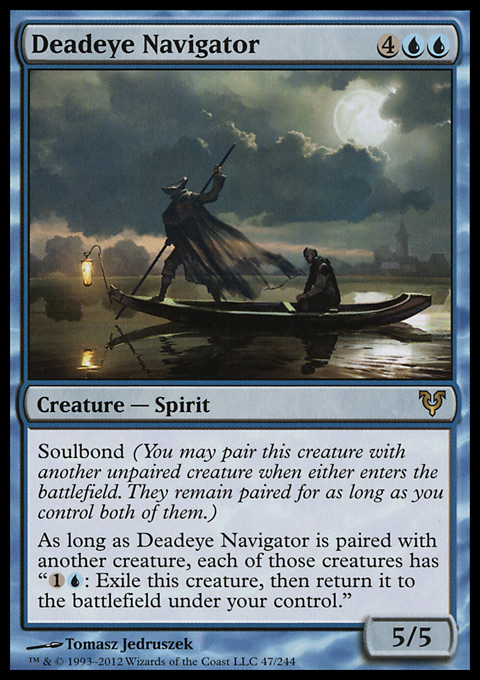 Deadeye Navigator 4
Creature — Spirit
Soulbond (You may pair this creature with
another unpaired creature when either enters the
battlefield. They remain paired for as long as you
control both of them.)
As long as Deadeye Navigator is paired with
another creature, each of those creatures has
“1: Exile this creature, then return it to
the battlefield under your control.”
5/5
Tomasz Jedruszek
™ & © 1993–2012 Wizards of the Coast LLC 47/244